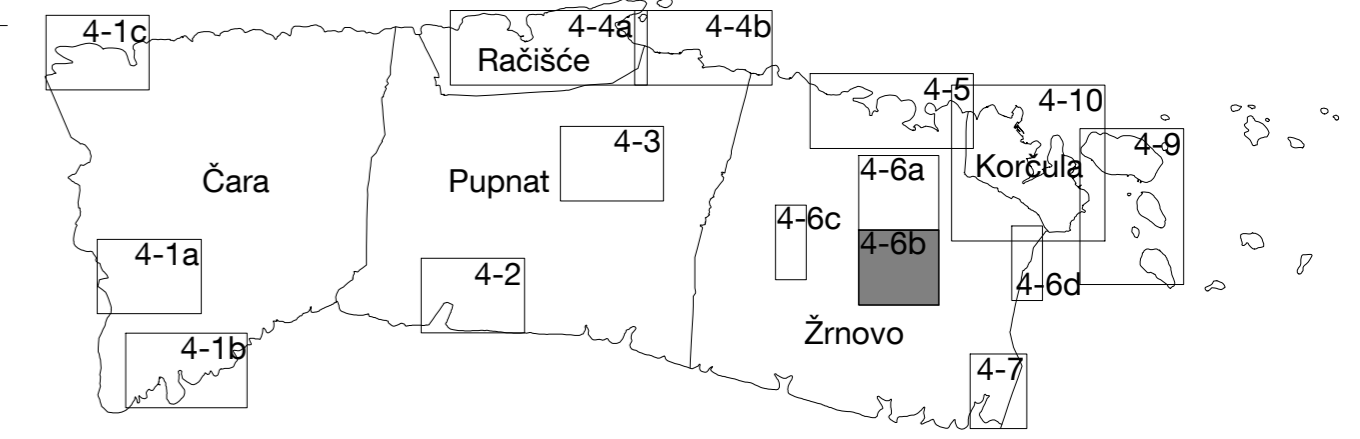 4-1c
4-4a
4-4b
Račišće
4-5
4-10
4-3
4-9
Čara
Pupnat
4-6a
Korčula
4-6c
4-1a
4-2
4-6b
4-6d
Žrnovo
4-1b
4-7